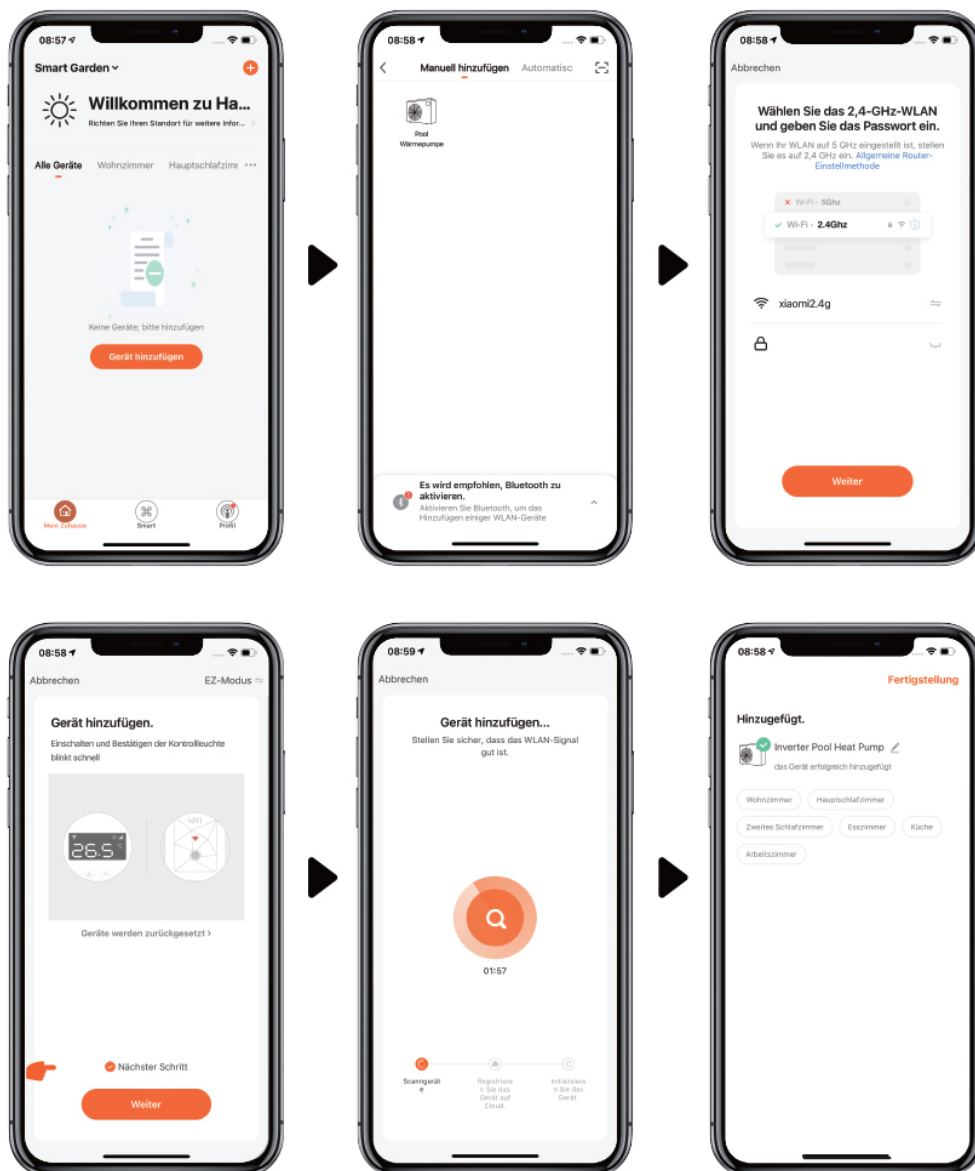 08:57
Smart Garden
Willkommen zu Ha...
Richten Sie Ihren Standort für weitere Infor...
Alle Geräte Wohnzimmer Hauptschlafzimr ...
Keine Geräte; bitte hinzufügen
Gerät hinzufügen
Mein Zuhause Smart Profil
08:58
Manuell hinzufügen Automatisc
Pool
Wärmepumpe
Es wird empfohlen, Bluetooth zu
aktivieren.
Aktivieren Sie Bluetooth, um das
Hinzufügen einiger WLAN-Geräte
08:58
Abbrechen
Wählen Sie das 2,4-GHz-WLAN
und geben Sie das Passwort ein.
Wenn Ihr WLAN auf 5 GHz eingestellt ist, stellen
Sie es auf 2,4 GHz ein. Allgemeine Router-
Einstellmethode
Wi-Fi - 5Ghz
Wi-Fi - 2.4Ghz
xiaomi2.4g
Weiter
08:58
Abbrechen EZ-Modus
Gerät hinzufügen.
Einschalten und Bestätigen der Kontrollleuchte
blinkt schnell
26.5 °C WIFI
Geräte werden zurückgesetzt >
Nächster Schritt
Weiter
08:59
Abbrechen
Gerät hinzufügen...
Stellen Sie sicher, dass das WLAN-Signal
gut ist.
01:57
Scanngerät
e
Registriere
n Sie das
Gerät auf
Cloud.
Initialisiere
n Sie das
Gerät.
08:58
Fertigstellung
Hinzugefügt.
Inverter Pool Heat Pump
das Gerät erfolgreich hinzugefügt
Wohnzimmer Hauptschlafzimmer
Zweites Schlafzimmer Esszimmer Küche
Arbeitszimmer